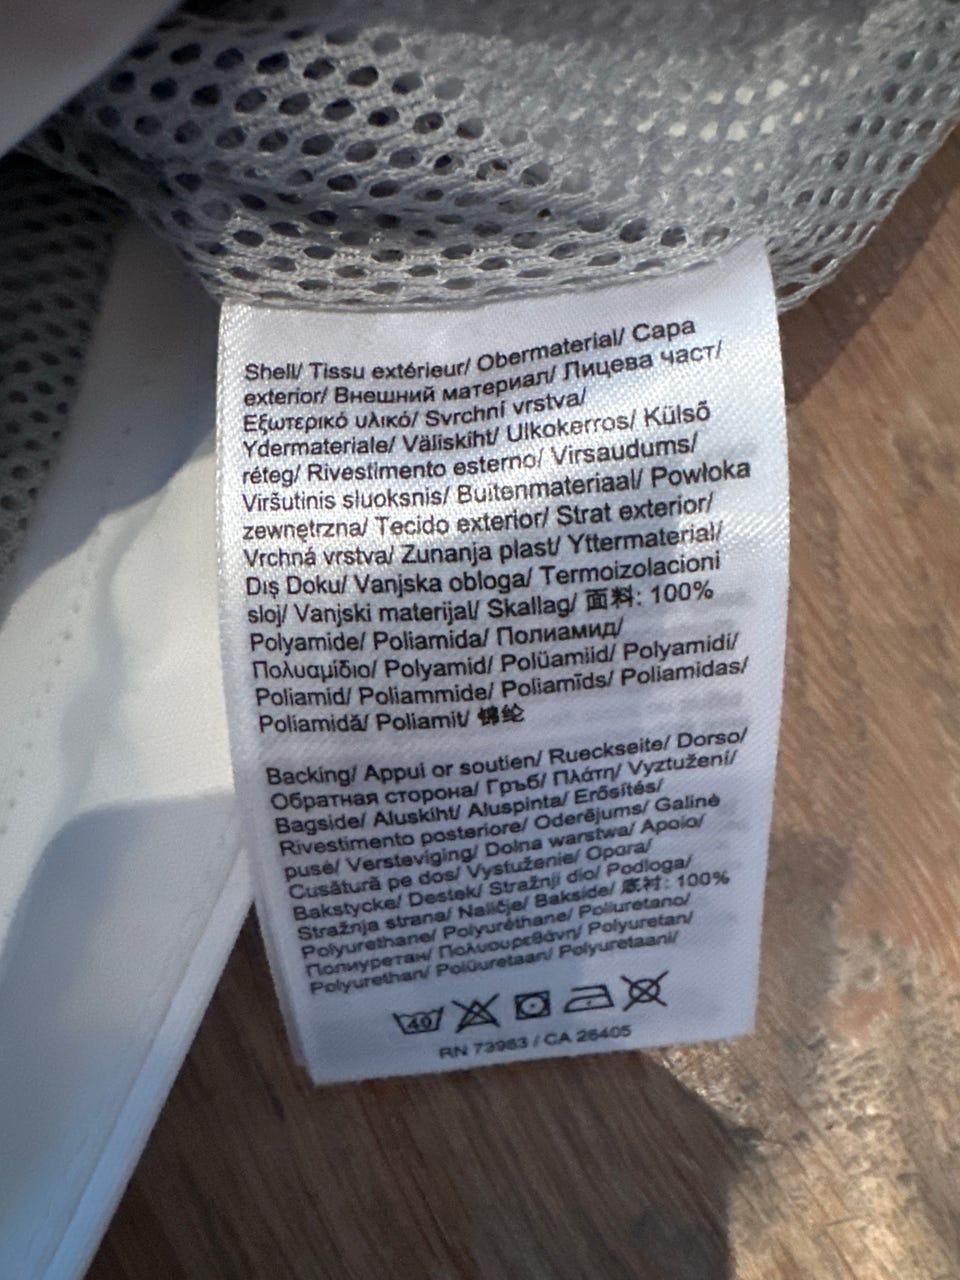 Shell/ Tissu extérieur/ Obermaterial/ Capa
exterior/ Външний материал/ Лицева част/
Εξωτερικό υλικό/ Svrchní vrstva/
Ydermateriale/ Väliskiht/ Ulkokerros/ Külső
réteg/ Rivestimento esterno/ Virsaudums/
Viršutinis sluoksnis/ Buitenmateriaal/ Powłoka
zewnętrzna/ Tecido exterior/ Strat exterior/
Vrchná vrstva/ Zunanja plast/ Yttermaterial/
Dış Doku/ Vanjska obloga/ Termoizolacioni
sloj/ Vanjski materijal/ Skallag/ 面料: 100%
Polyamide/ Poliamida/ Полиамид/
Πολυαμίδιο/ Polyamid/ Polüamiid/ Polyamidi/
Poliamid/ Poliammide/ Poliamīds/ Poliamidas/
Poliamidă/ Poliamit/ 锦纶
Backing/ Appui or soutien/ Rueckseite/ Dorso/
Обратная сторона/ Гръб/ Πλάτη/ Vyztužení/
Bagside/ Aluskiht/ Aluspinta/ Erősítés/
Rivestimento posteriore/ Oderējums/ Galinė
pusė/ Versteviging/ Dolna warstwa/ Apoio/
Cusătură pe dos/ Vystuženie/ Opora/
Bakstycke/ Destek/ Stražnji dio/ Podloga/
Stražnja strana/ Naličje/ Bakside/ 底衬: 100%
Polyurethane/ Polyuréthane/ Poliuretano/
Полиуретан/ Πολυουρεθάνη/ Polyuretan/
Polyurethan/ Polüuretaan/ Polyuretaani/
40
RN 73983 / CA 26405